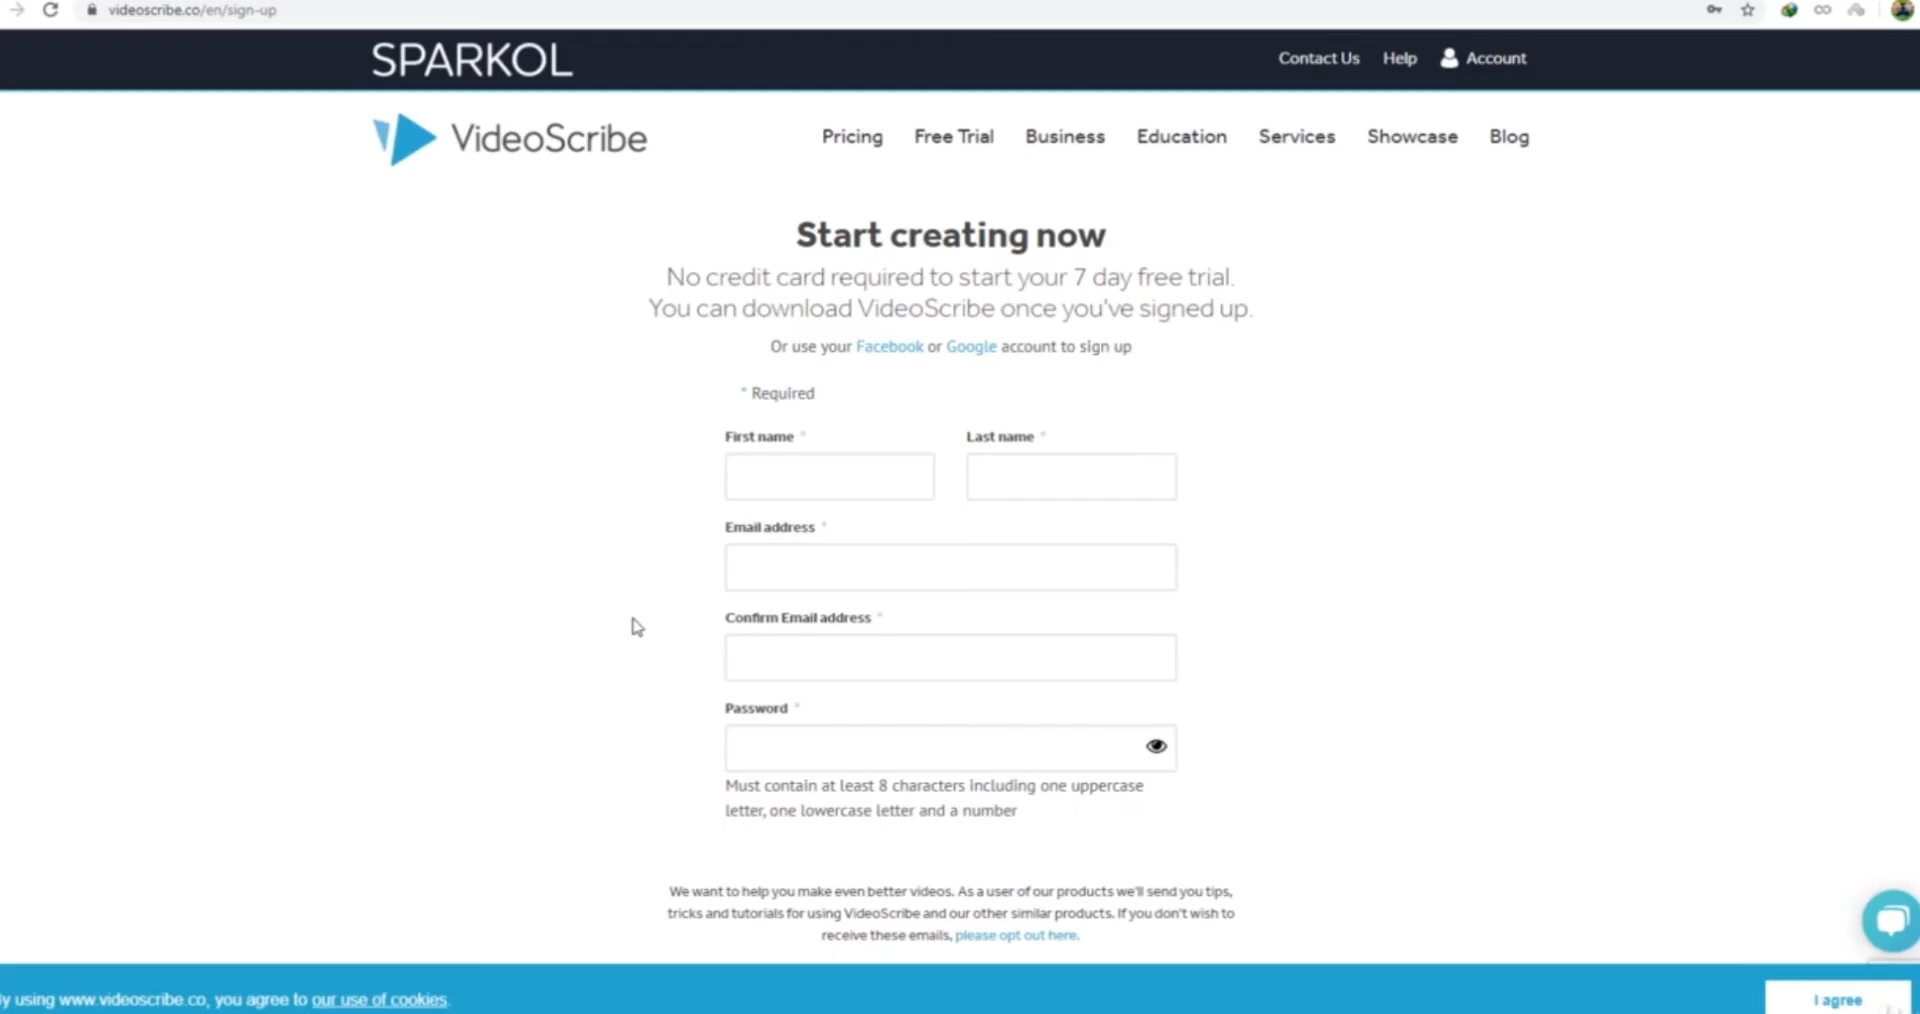 videoscribe.co/en/sign-up
SPARKOL
Contact Us Help Account
VideoScribe
Pricing Free Trial Business Education Services Showcase Blog
Start creating now
No credit card required to start your 7 day free trial.
You can download VideoScribe once you've signed up.
Or use your Facebook or Google account to sign up
* Required
First name * Last name *
Email address *
Confirm Email address *
Password *
Must contain at least 8 characters including one uppercase
letter, one lowercase letter and a number
We want to help you make even better videos. As a user of our products we'll send you tips,
tricks and tutorials for using VideoScribe and our other similar products. If you don't wish to
receive these emails, please opt out here.
y using www.videoscribe.co, you agree to our use of cookies.
I agree